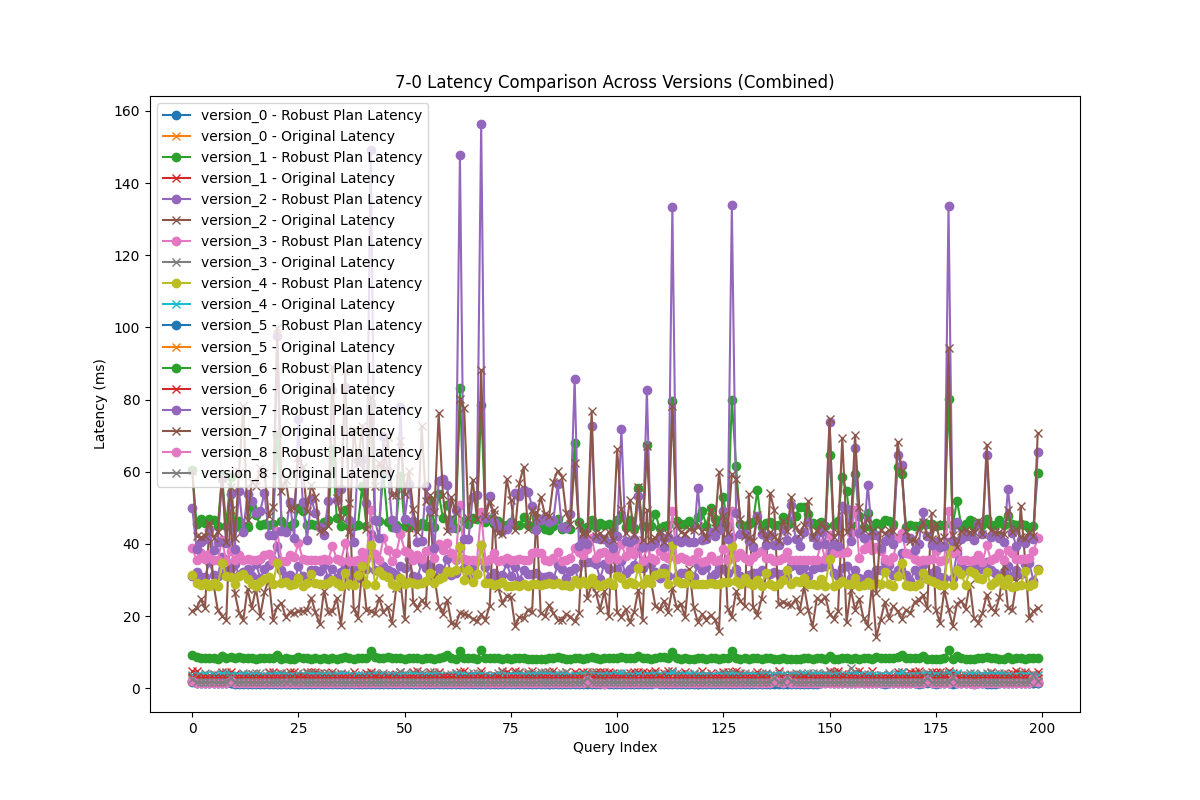 7-0 Latency Comparison Across Versions (Combined)
160
140
120
100
80
60
40
20
0
Latency (ms)
version_0 - Robust Plan Latency
version_0 - Original Latency
version_1 - Robust Plan Latency
version_1 - Original Latency
version_2 - Robust Plan Latency
version_2 - Original Latency
version_3 - Robust Plan Latency
version_3 - Original Latency
version_4 - Robust Plan Latency
version_4 - Original Latency
version_5 - Robust Plan Latency
version_5 - Original Latency
version_6 - Robust Plan Latency
version_6 - Original Latency
version_7 - Robust Plan Latency
version_7 - Original Latency
version_8 - Robust Plan Latency
version_8 - Original Latency
0 25 50 75 100 125 150 175 200
Query Index